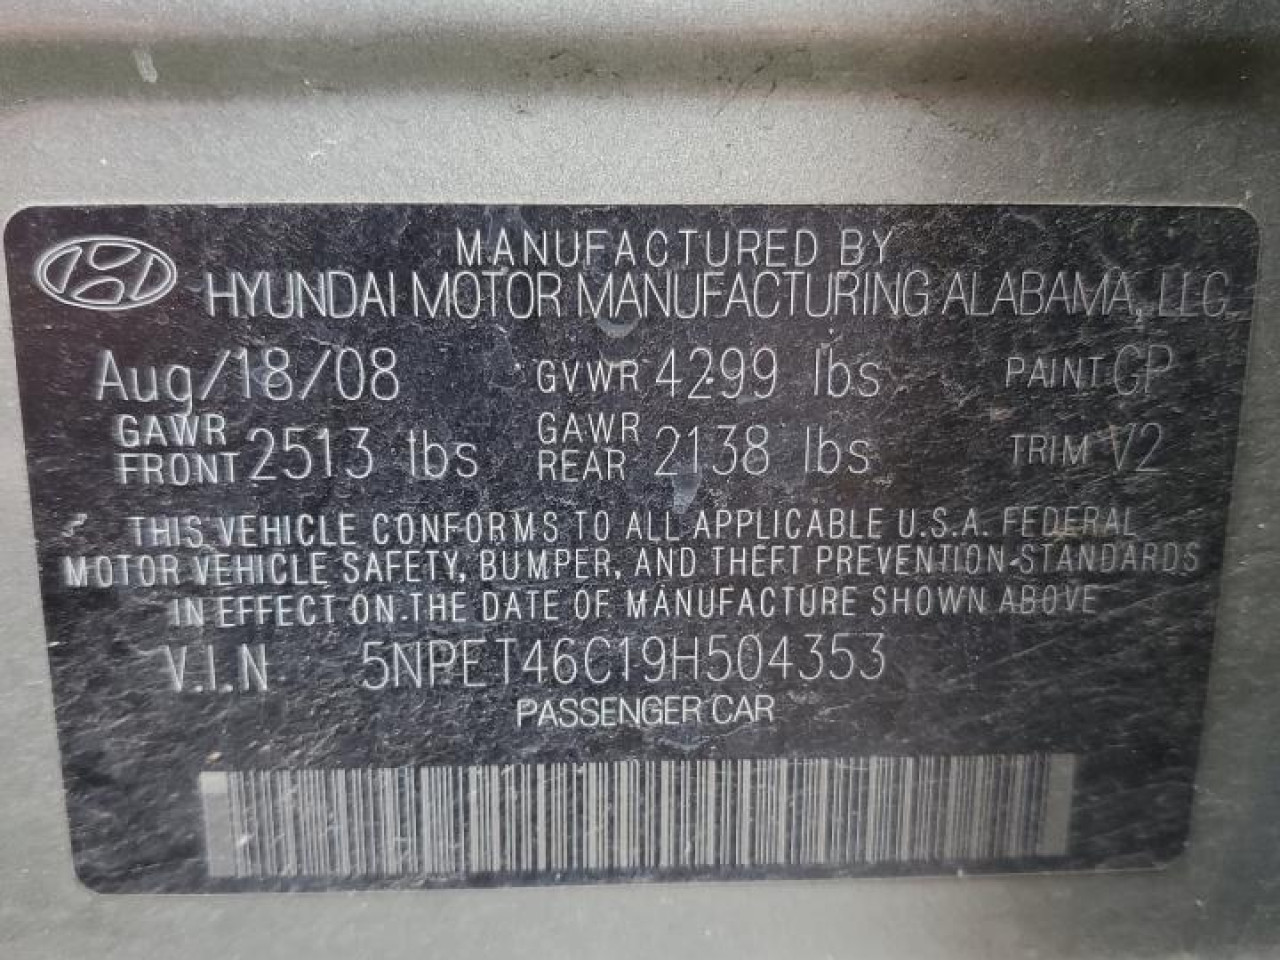 MANUFACTURED BY
HYUNDAI MOTOR MANUFACTURING ALABAMA, LLC
Aug/18/08 GVWR 4299 lbs PAINT GP
GAWR FRONT 2513 lbs GAWR REAR 2138 lbs TRIM V2
THIS VEHICLE CONFORMS TO ALL APPLICABLE U.S.A. FEDERAL
MOTOR VEHICLE SAFETY, BUMPER, AND THEFT PREVENTION STANDARDS
IN EFFECT ON THE DATE OF MANUFACTURE SHOWN ABOVE
V.I.N 5NPET46C19H504353
PASSENGER CAR